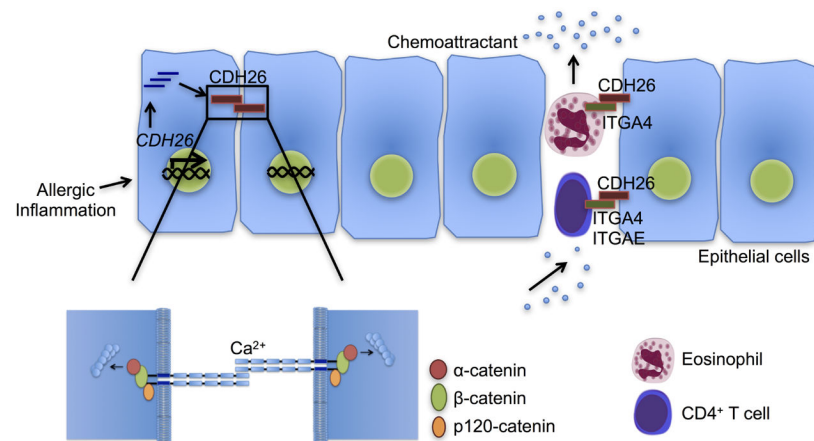 Chemoattractant
CDH26
CDH26
ITGA4
CDH26
Allergic
Inflammation
CDH26
ITGA4
ITGAE
Epithelial cells
Ca²⁺
α-catenin
β-catenin
p120-catenin
Eosinophil
CD4⁺ T cell